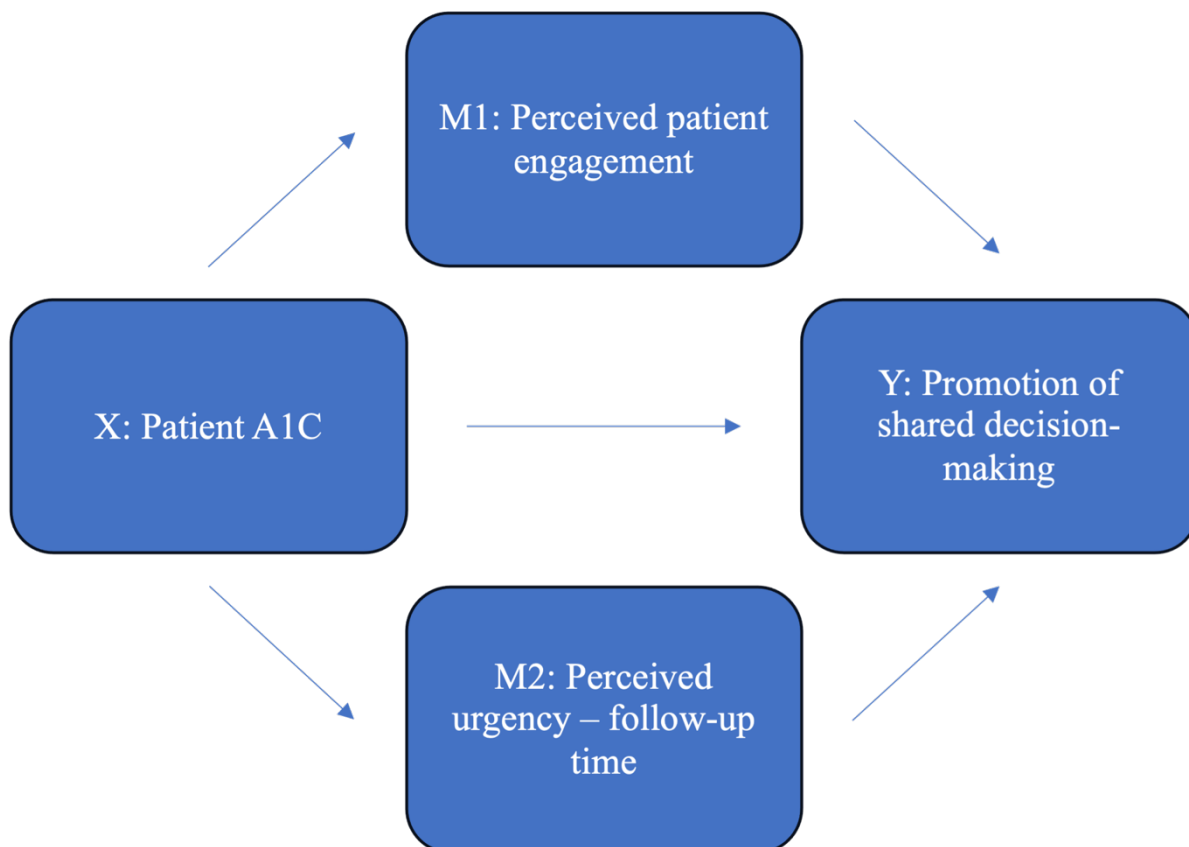 M1: Perceived patient
engagement
X: Patient A1C
Y: Promotion of
shared decision-
making
M2: Perceived
urgency – follow-up
time